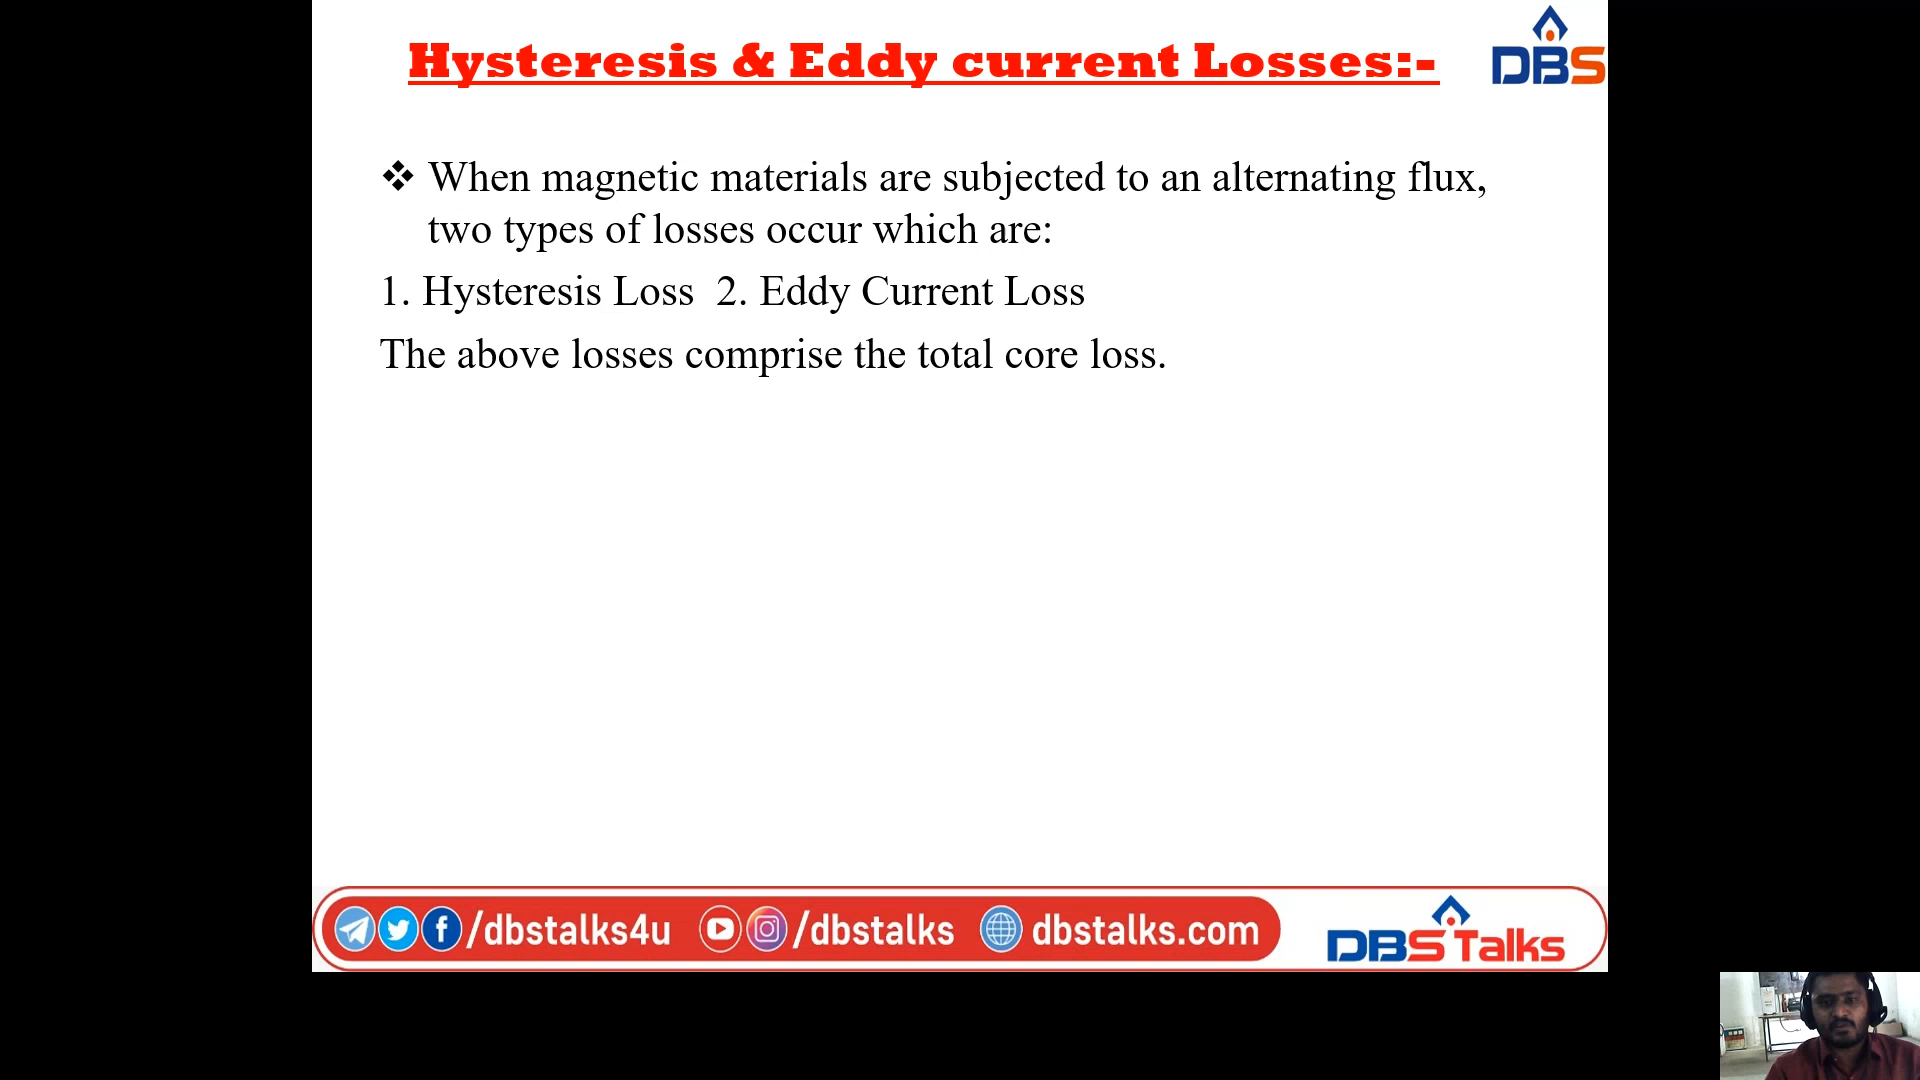 Hysteresis & Eddy current Losses:-
DBS
❖ When magnetic materials are subjected to an alternating flux,
two types of losses occur which are:
1. Hysteresis Loss  2. Eddy Current Loss
The above losses comprise the total core loss.
/dbstalks4u /dbstalks dbstalks.com
DBS Talks